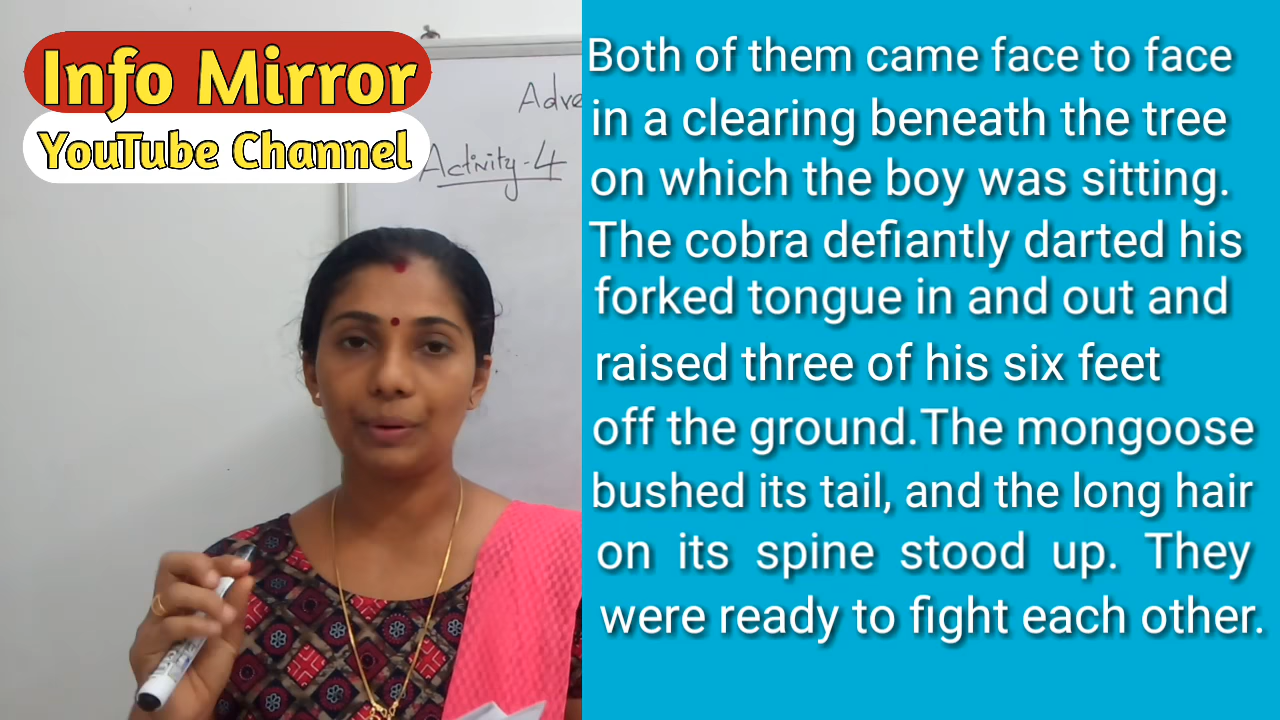 Info Mirror
YouTube Channel
Activity-4
Both of them came face to face
in a clearing beneath the tree
on which the boy was sitting.
The cobra defiantly darted his
forked tongue in and out and
raised three of his six feet
off the ground.The mongoose
bushed its tail, and the long hair
on its spine stood up. They
were ready to fight each other.